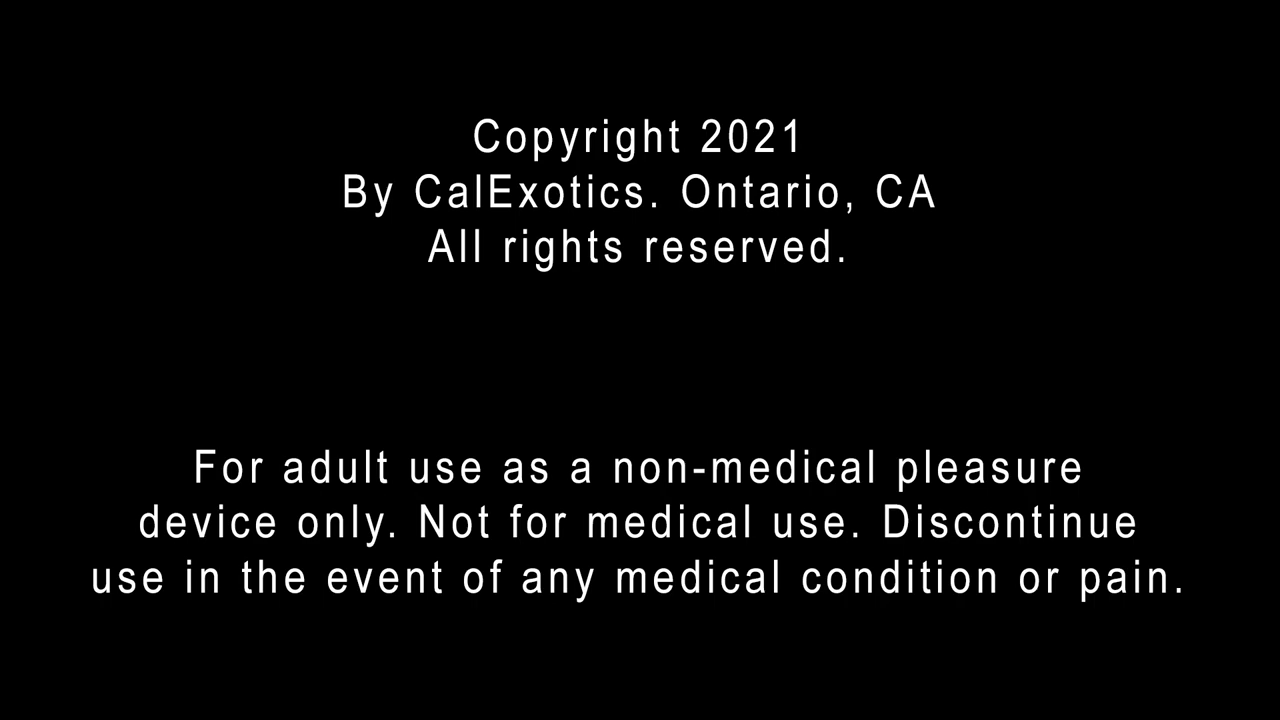 Copyright 2021
By CalExotics. Ontario, CA
All rights reserved.
For adult use as a non-medical pleasure
device only. Not for medical use. Discontinue
use in the event of any medical condition or pain.